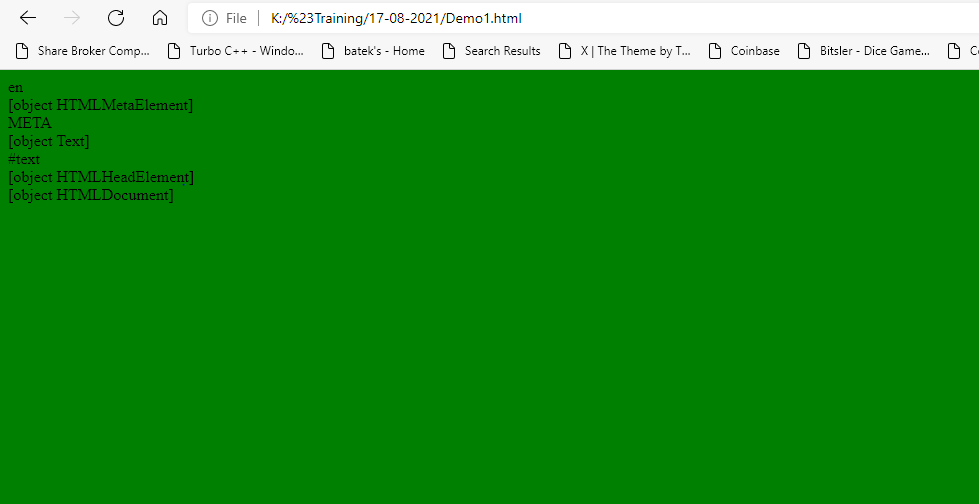 File K:/%23Training/17-08-2021/Demo1.html
Share Broker Comp... Turbo C++ - Windo... batek's - Home Search Results X | The Theme by T... Coinbase Bitsler - Dice Game... Co
en
[object HTMLMetaElement]
META
[object Text]
#text
[object HTMLHeadElement]
[object HTMLDocument]